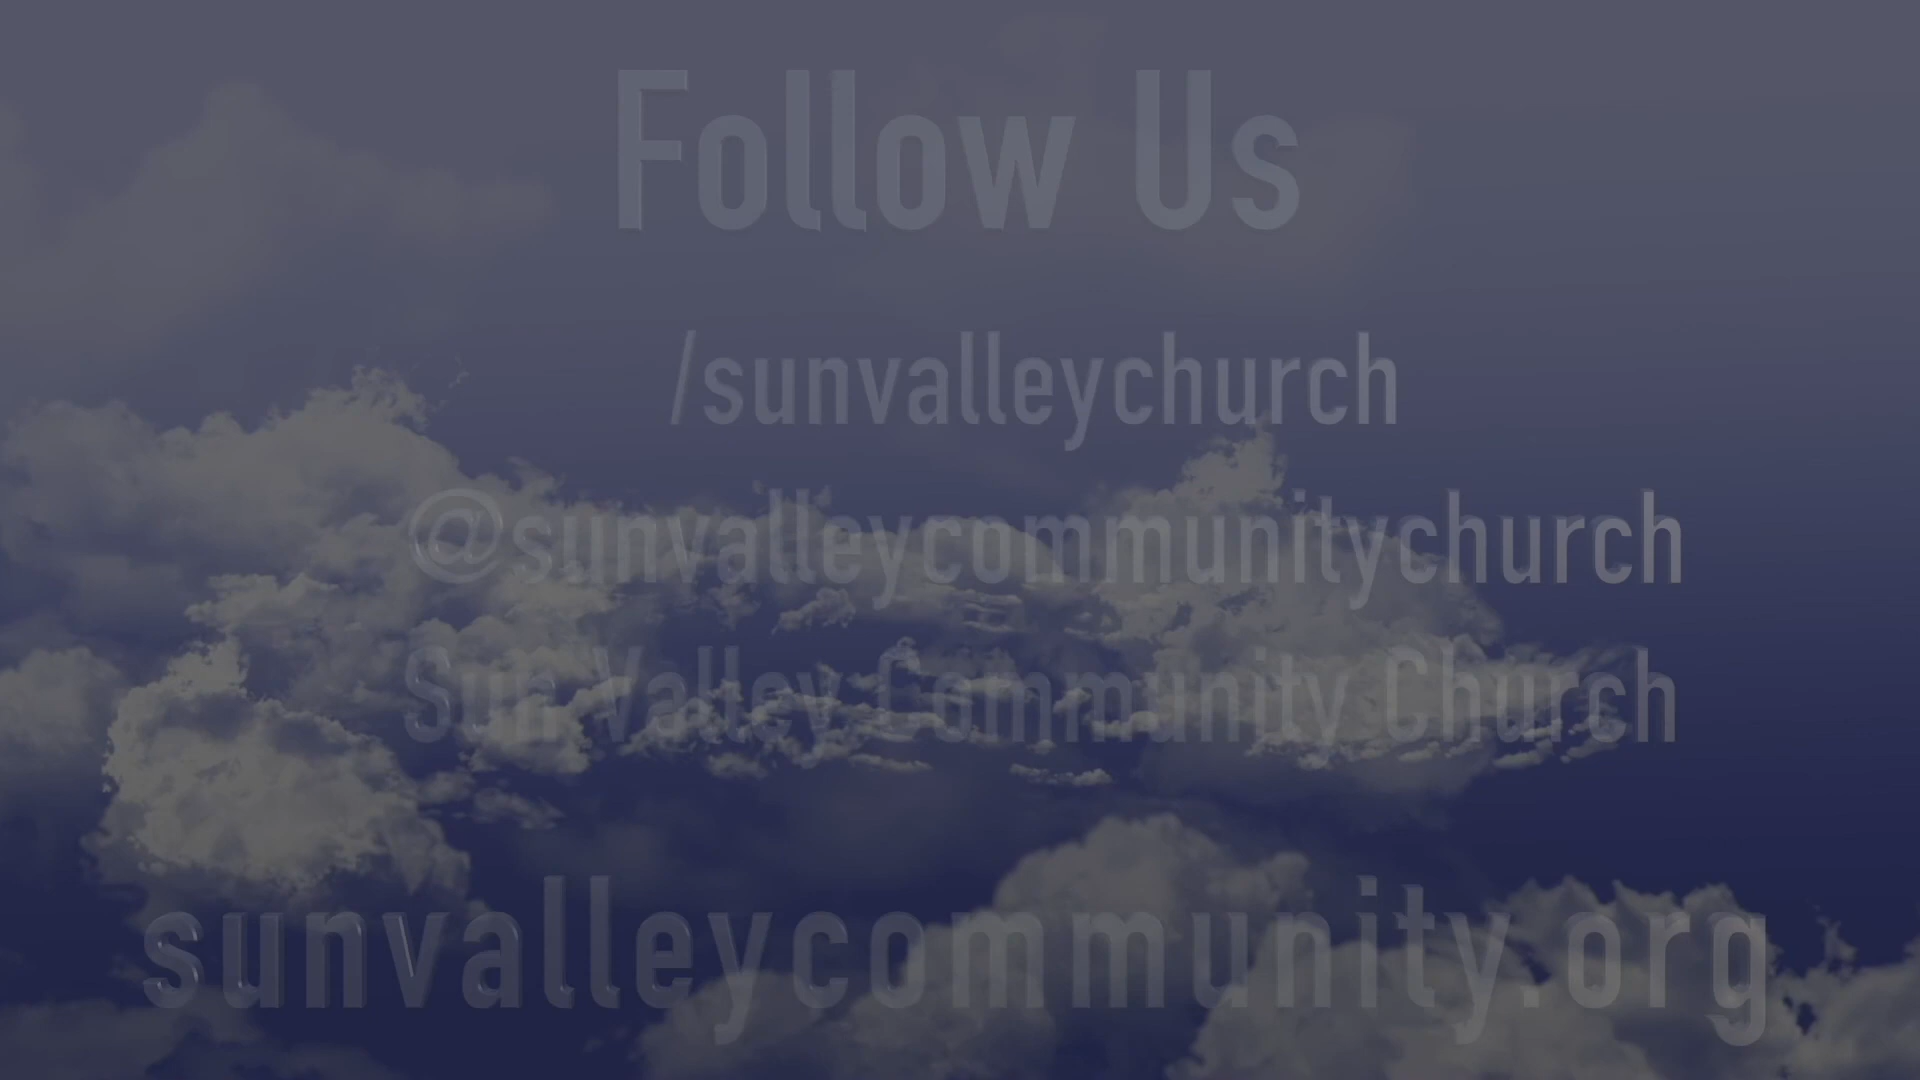 Follow Us
/sunvalleychurch
@sunvalleycommunitychurch
Sun Valley Community Church
sunvalleycommunity.org